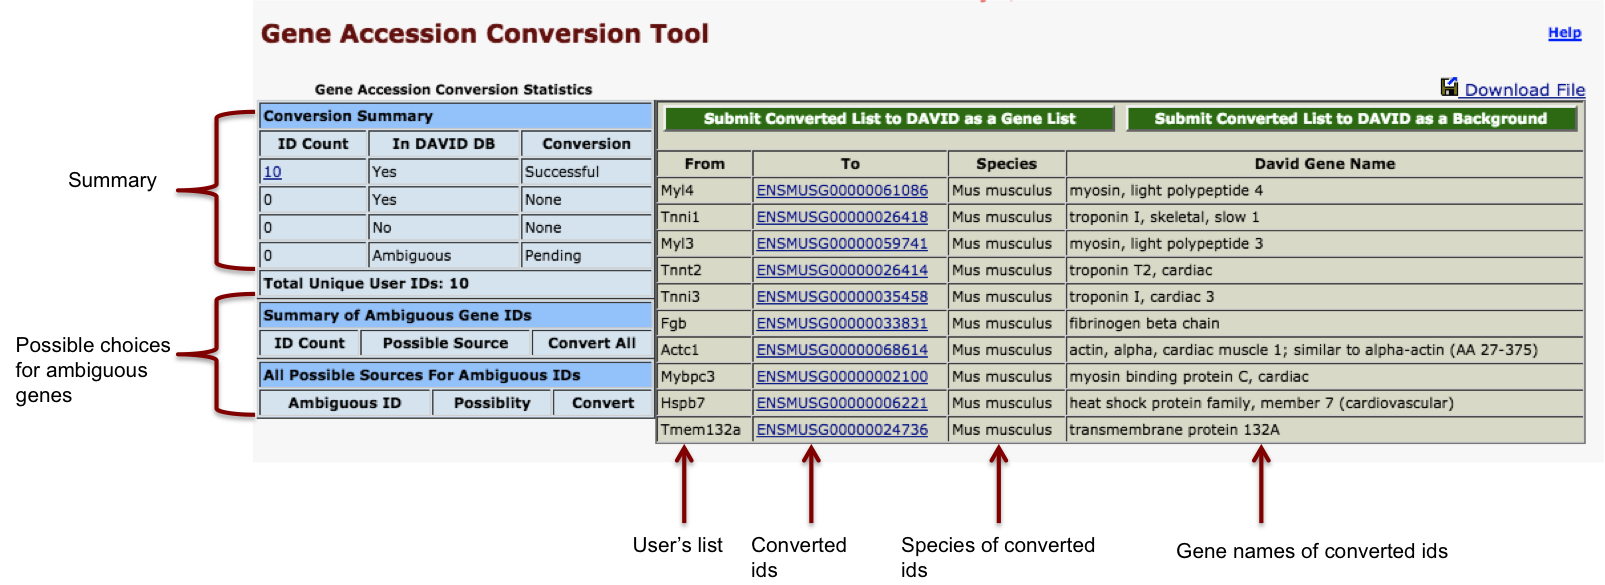 Gene Accession Conversion Tool
Help
Gene Accession Conversion Statistics
Download File
Conversion Summary
ID Count In DAVID DB Conversion
10 Yes Successful
0 Yes None
0 No None
0 Ambiguous Pending
Total Unique User IDs: 10
Summary of Ambiguous Gene IDs
ID Count Possible Source Convert All
All Possible Sources For Ambiguous IDs
Ambiguous ID Possiblity Convert
Submit Converted List to DAVID as a Gene List Submit Converted List to DAVID as a Background
From To Species David Gene Name
Myl4 ENSMUSG00000061086 Mus musculus myosin, light polypeptide 4
Tnni1 ENSMUSG00000026418 Mus musculus troponin I, skeletal, slow 1
Myl3 ENSMUSG00000059741 Mus musculus myosin, light polypeptide 3
Tnnt2 ENSMUSG00000026414 Mus musculus troponin T2, cardiac
Tnni3 ENSMUSG00000035458 Mus musculus troponin I, cardiac 3
Fgb ENSMUSG00000033831 Mus musculus fibrinogen beta chain
Actc1 ENSMUSG00000068614 Mus musculus actin, alpha, cardiac muscle 1; similar to alpha-actin (AA 27-375)
Mybpc3 ENSMUSG00000002100 Mus musculus myosin binding protein C, cardiac
Hspb7 ENSMUSG00000006221 Mus musculus heat shock protein family, member 7 (cardiovascular)
Tmem132a ENSMUSG00000024736 Mus musculus transmembrane protein 132A
Summary
Possible choices
for ambiguous
genes
User's list
Converted
ids
Species of converted
ids
Gene names of converted ids